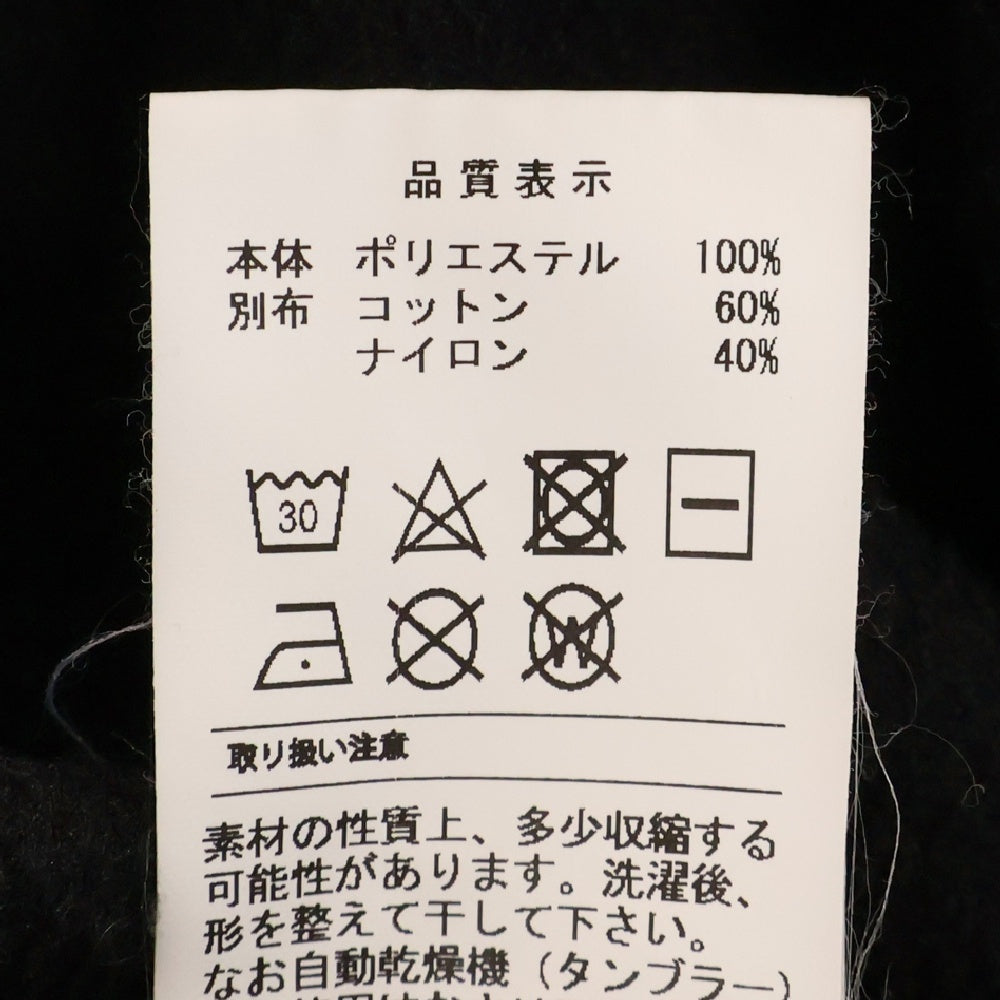 品質表示
本体 ポリエステル 100%
別布 コットン 60%
ナイロン 40%
30
W
取り扱い注意
素材の性質上、多少収縮する
可能性があります。洗濯後、
形を整えて干して下さい。
なお自動乾燥機（タンブラー）